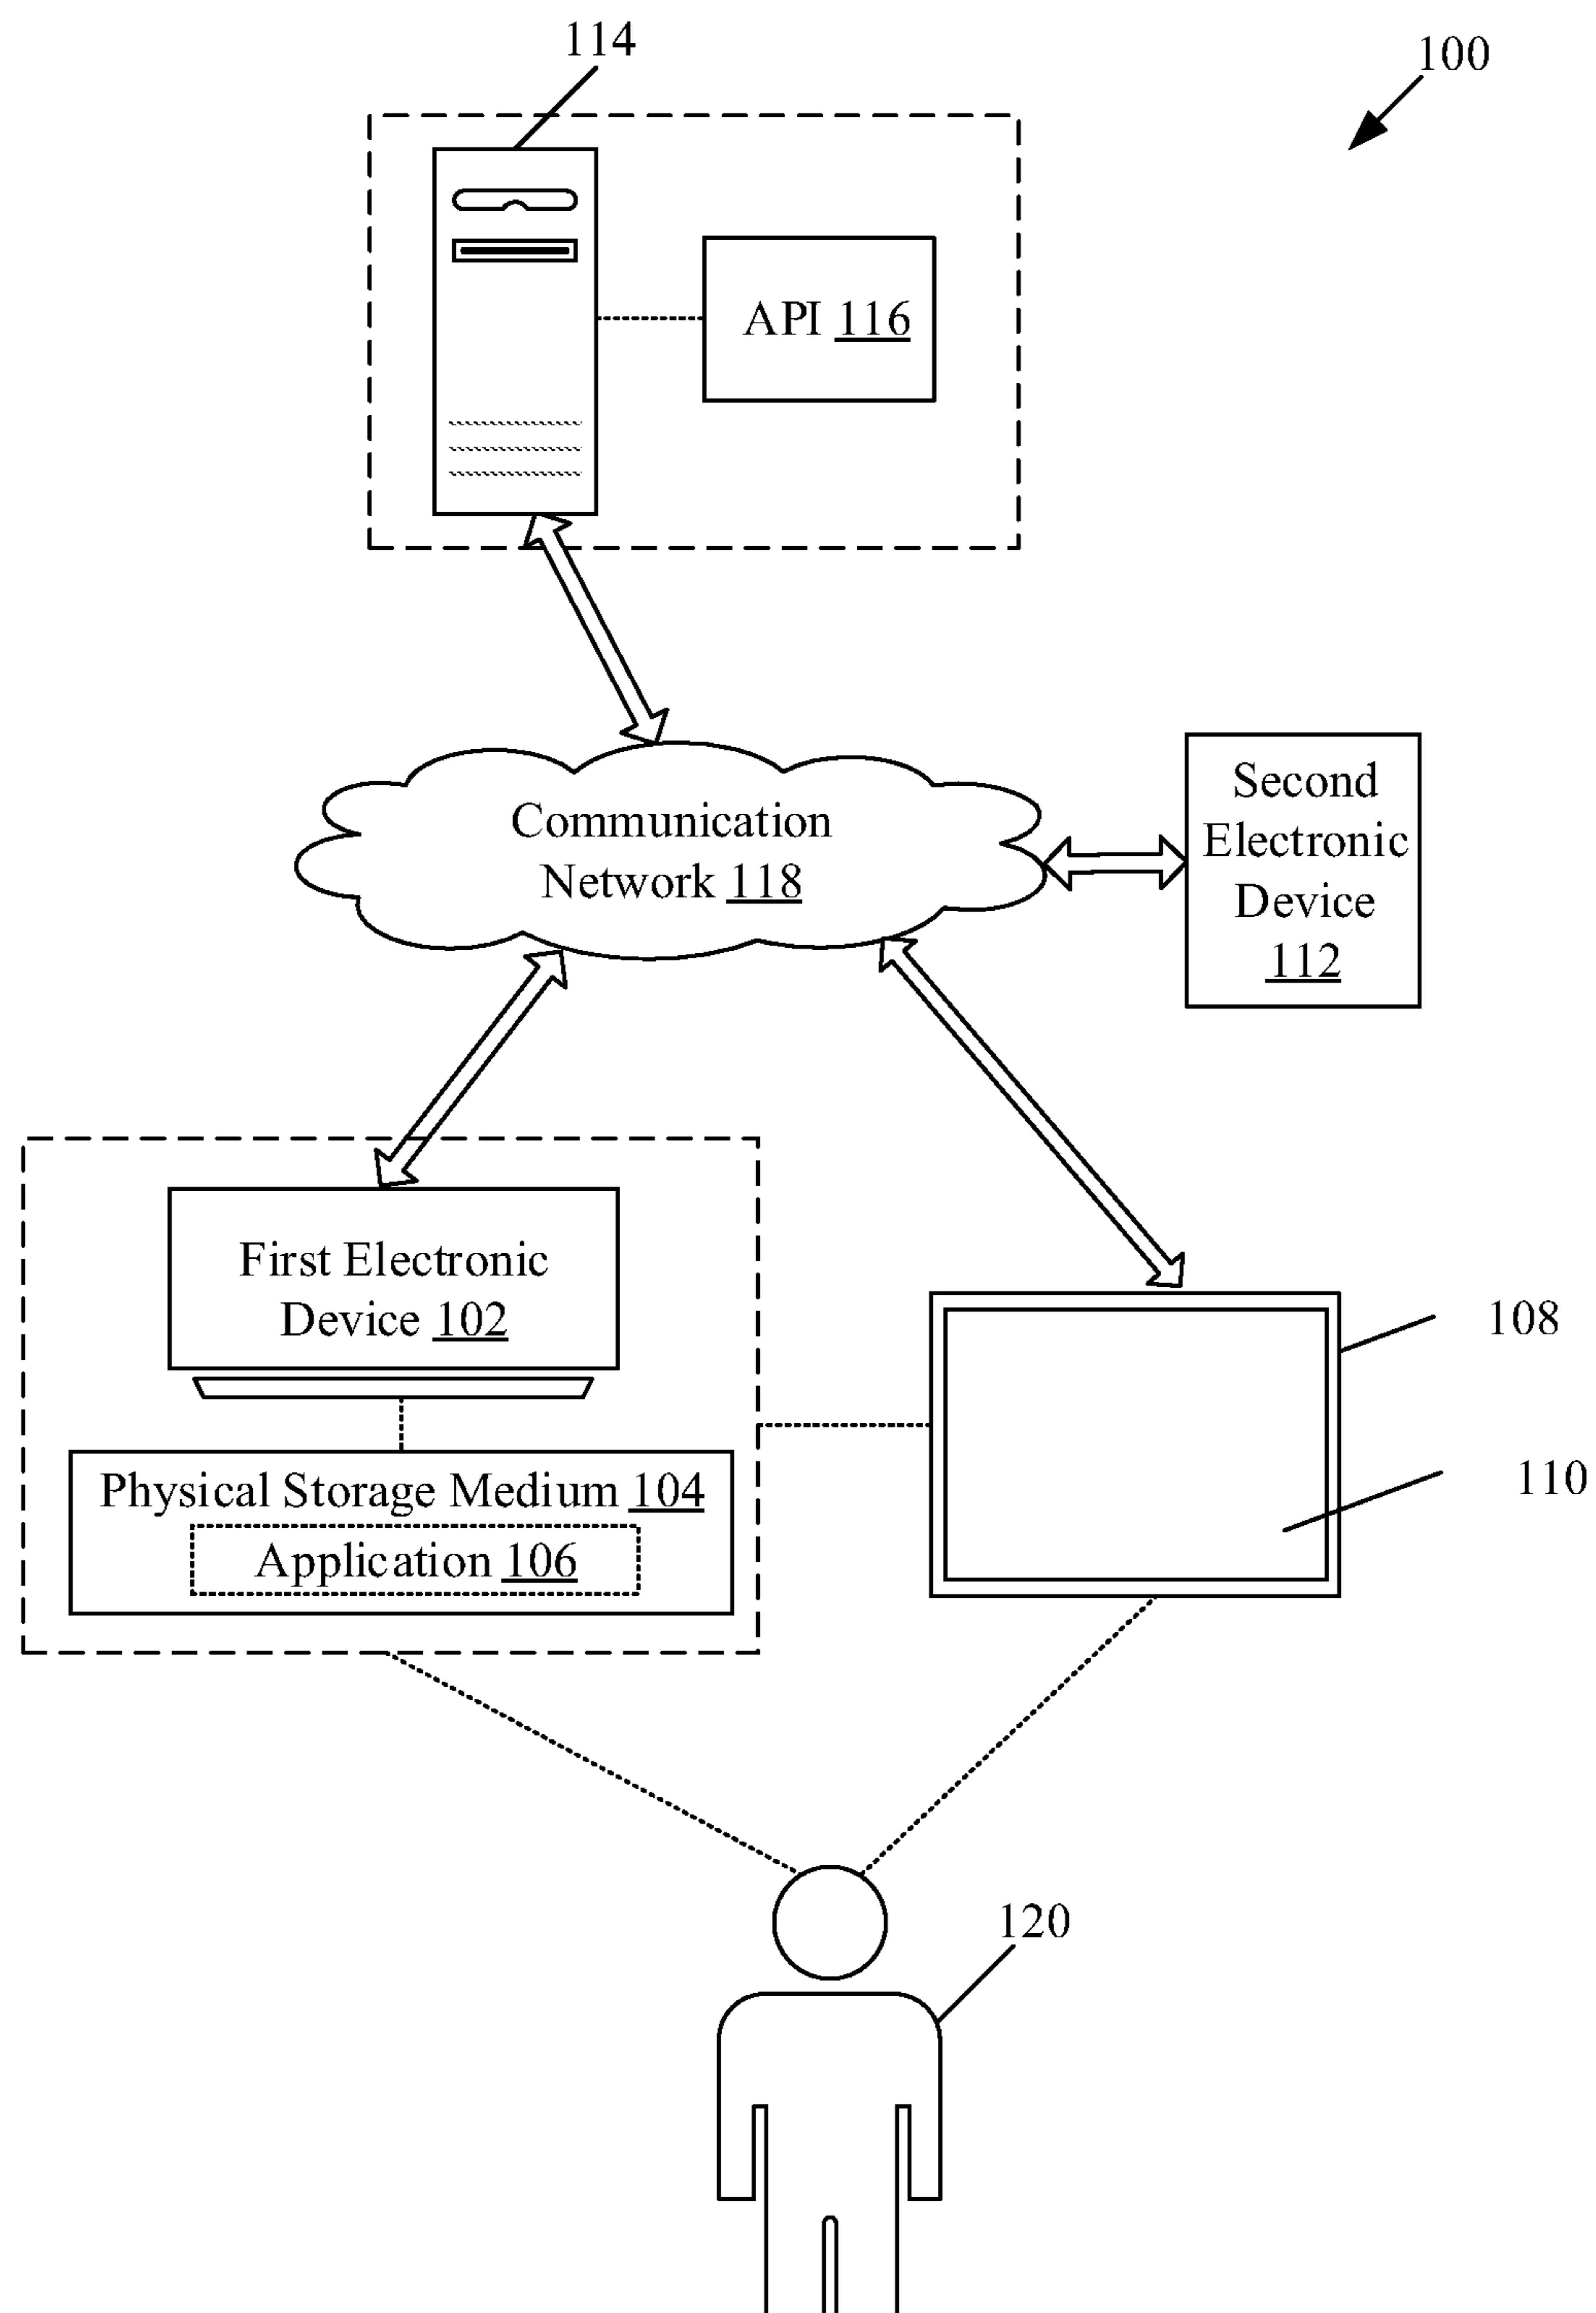 114
100
API 116
Communication
Network 118
Second
Electronic
Device
112
First Electronic
Device 102
108
110
Physical Storage Medium 104
Application 106
120